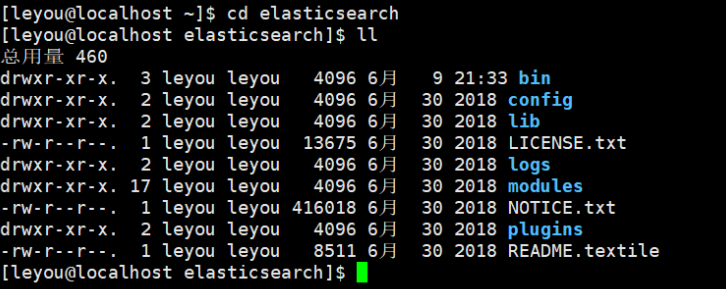 [leyou@localhost ~]$ cd elasticsearch
[leyou@localhost elasticsearch]$ ll
总用量 460
drwxr-xr-x.  3 leyou leyou   4096 6月   9 21:33 bin
drwxr-xr-x.  2 leyou leyou   4096 6月  30 2018 config
drwxr-xr-x.  2 leyou leyou   4096 6月  30 2018 lib
-rw-r--r--.  1 leyou leyou  13675 6月  30 2018 LICENSE.txt
drwxr-xr-x.  2 leyou leyou   4096 6月  30 2018 logs
drwxr-xr-x. 17 leyou leyou   4096 6月  30 2018 modules
-rw-r--r--.  1 leyou leyou 416018 6月  30 2018 NOTICE.txt
drwxr-xr-x.  2 leyou leyou   4096 6月  30 2018 plugins
-rw-r--r--.  1 leyou leyou   8511 6月  30 2018 README.textile
[leyou@localhost elasticsearch]$